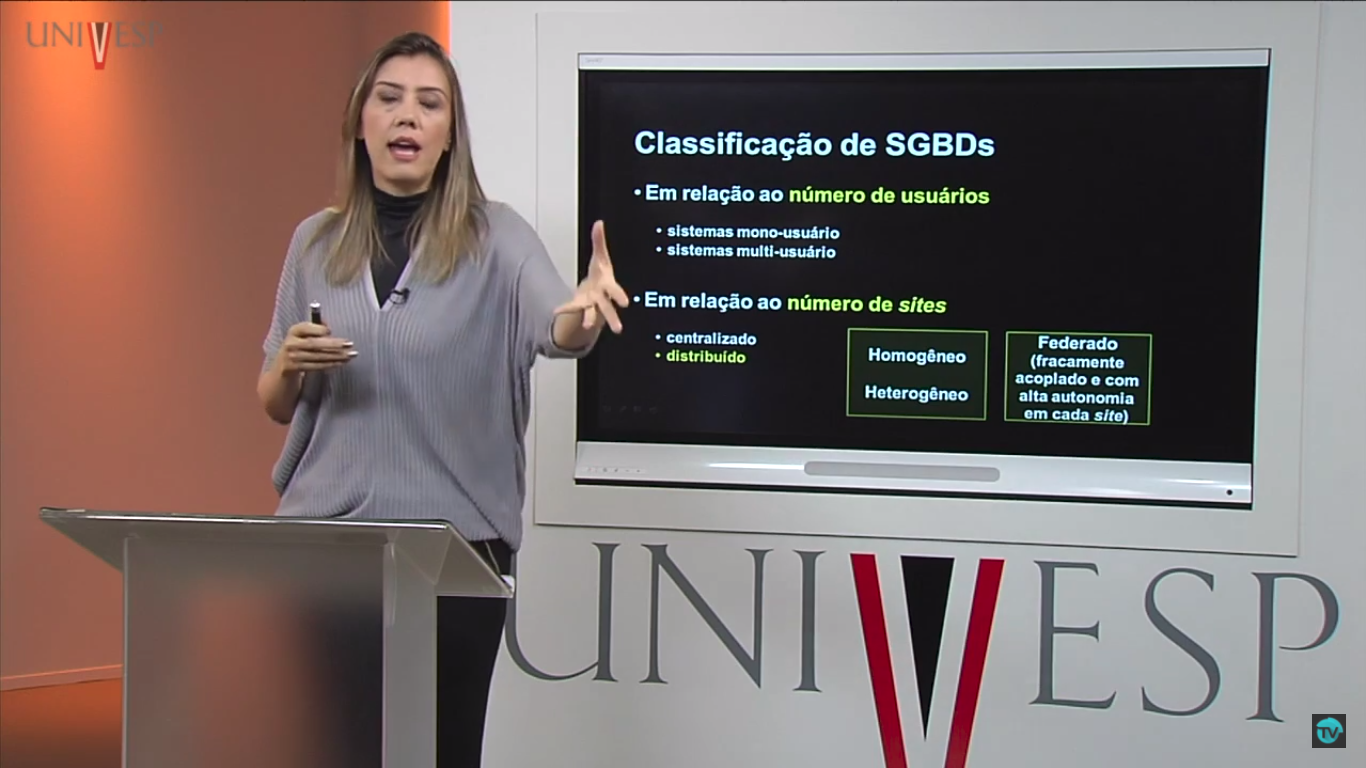 UNIVESP
Classificação de SGBDs
• Em relação ao número de usuários
• sistemas mono-usuário
• sistemas multi-usuário
• Em relação ao número de sites
• centralizado
• distribuído
Homogêneo
Heterogêneo
Federado
(fracamente
acoplado e com
alta autonomia
em cada site)
UNIVESP
TV